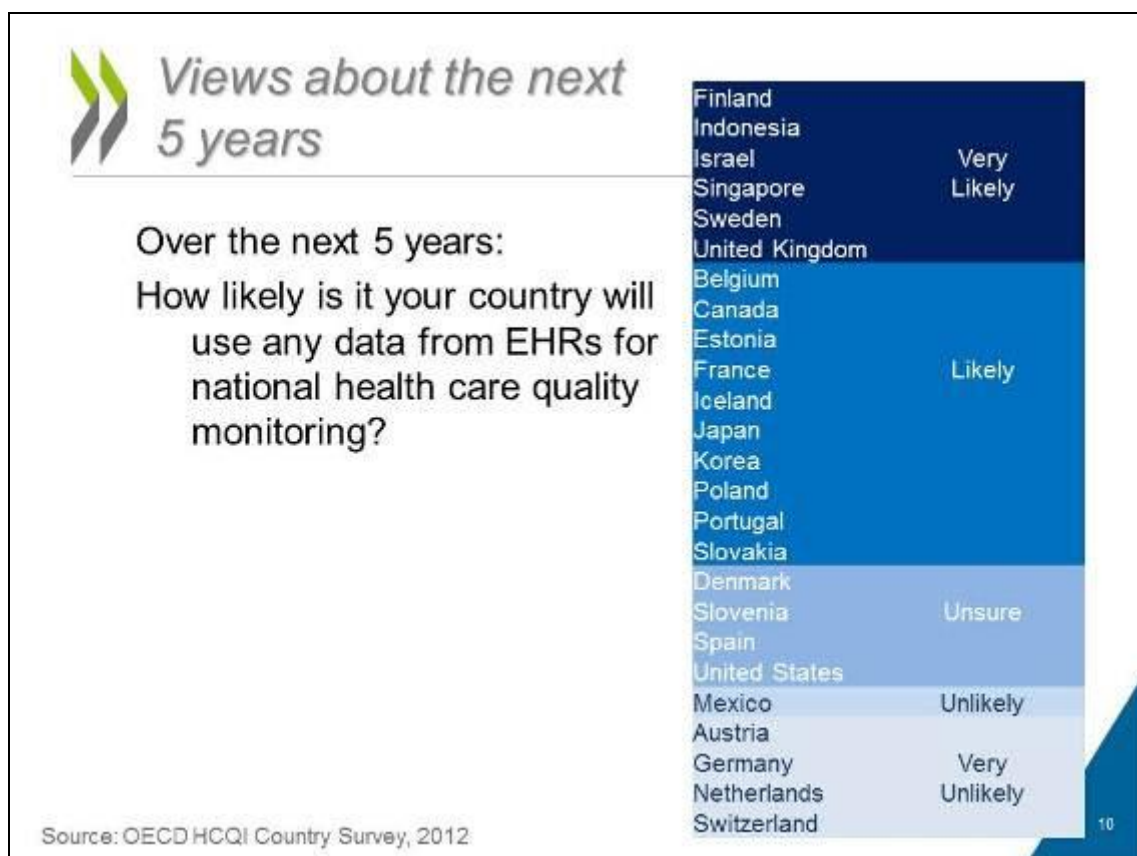 Views about the next
5 years
Over the next 5 years:
How likely is it your country will
use any data from EHRs for
national health care quality
monitoring?
Finland
Indonesia
Israel Very
Singapore Likely
Sweden
United Kingdom
Belgium
Canada
Estonia
France Likely
Iceland
Japan
Korea
Poland
Portugal
Slovakia
Denmark
Slovenia Unsure
Spain
United States
Mexico Unlikely
Austria
Germany Very
Netherlands Unlikely
Switzerland
Source: OECD HCQI Country Survey, 2012
10